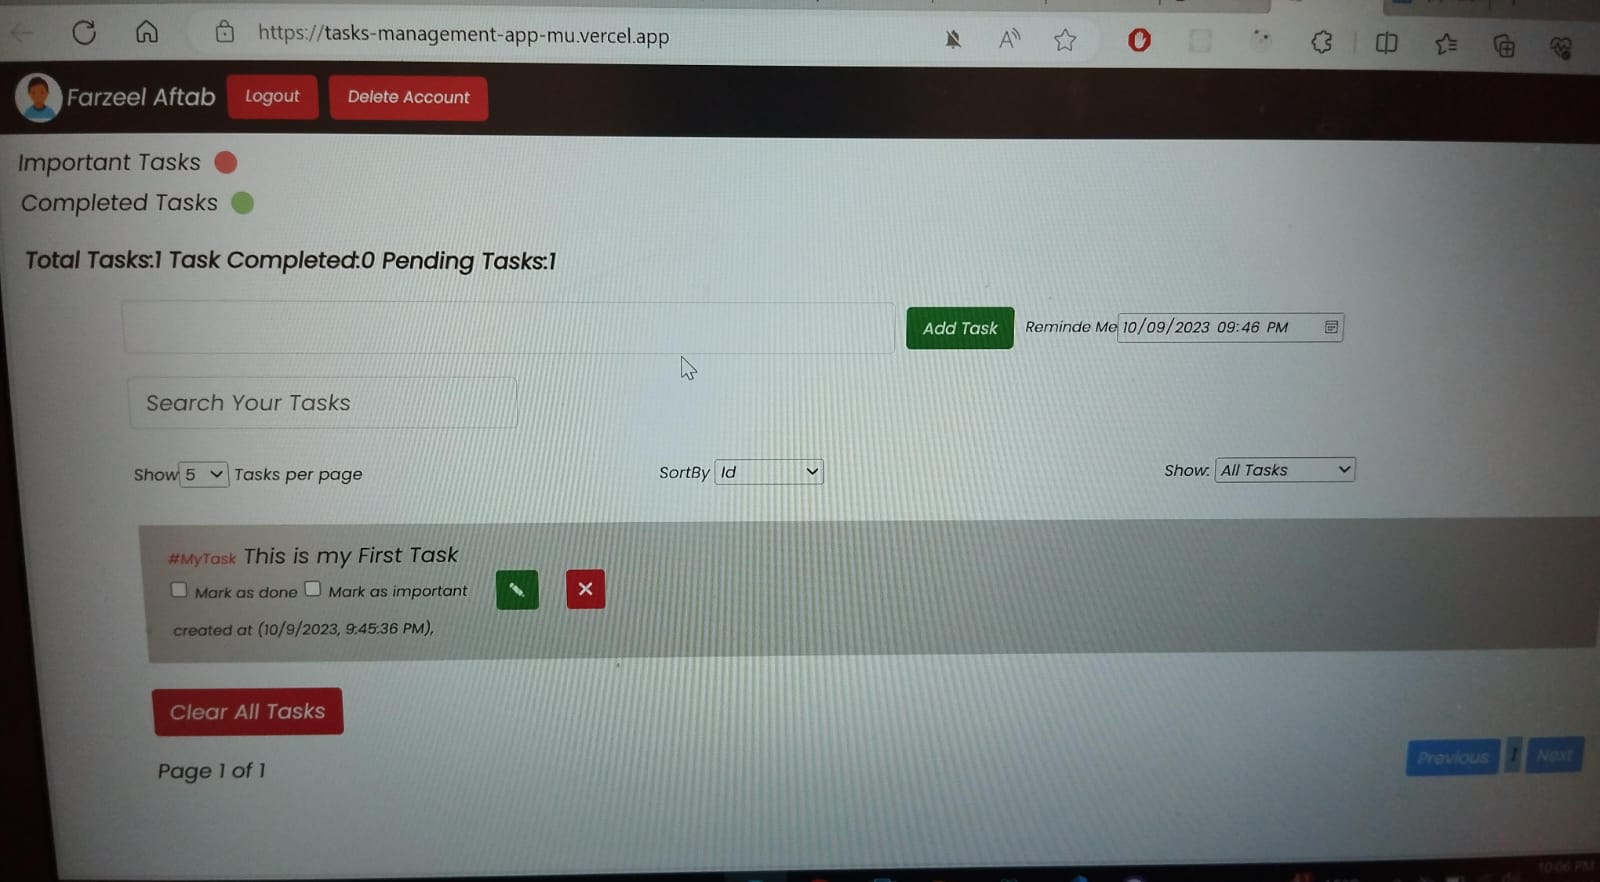 https://tasks-management-app-mu.vercel.app
Farzeel Aftab Logout Delete Account
Important Tasks
Completed Tasks
Total Tasks:1 Task Completed:0 Pending Tasks:1
Add Task Reminde Me 10/09/2023 09:46 PM
Search Your Tasks
Show 5 Tasks per page SortBy Id Show: All Tasks
#MyTask This is my First Task
Mark as done Mark as important
created at (10/9/2023, 9:45:36 PM),
Clear All Tasks
Page 1 of 1
Previous 1 Next
10:06 PM